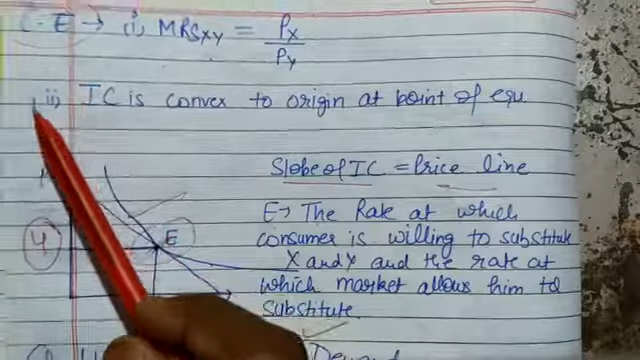 C-E → (i) MRSxy = Px / Py
ii) IC is convex to origin at point of equ.
Slope of IC = Price line
4
E
E→ The Rate at which
consumer is willing to substitute
X and Y and the rate at
which market allows him to
substitute.
Demand